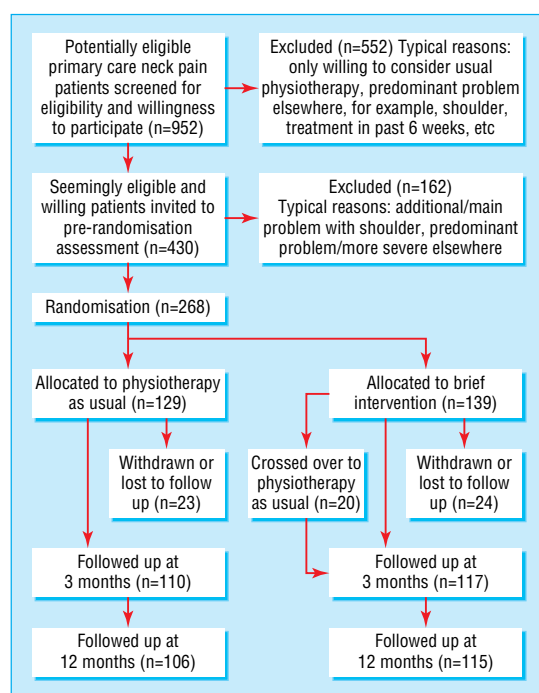 Potentially eligible
primary care neck pain
patients screened for
eligibility and willingness
to participate (n=952)
Excluded (n=552) Typical reasons:
only willing to consider usual
physiotherapy, predominant problem
elsewhere, for example, shoulder,
treatment in past 6 weeks, etc
Seemingly eligible and
willing patients invited to
pre-randomisation
assessment (n=430)
Excluded (n=162)
Typical reasons: additional/main
problem with shoulder, predominant
problem/more severe elsewhere
Randomisation (n=268)
Allocated to physiotherapy
as usual (n=129)
Allocated to brief
intervention (n=139)
Withdrawn or
lost to follow
up (n=23)
Crossed over to
physiotherapy
as usual (n=20)
Withdrawn or
lost to follow
up (n=24)
Followed up at
3 months (n=110)
Followed up at
3 months (n=117)
Followed up at
12 months (n=106)
Followed up at
12 months (n=115)